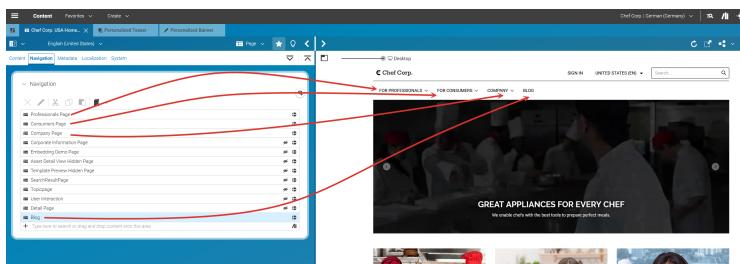 Content Favorites Create Chef Corp. | German (Germany)
Chef Corp. USA Home... Personalized Teaser Personalized Banner
English (United States) Page
Content Navigation Metadata Localization System Desktop
Navigation
Professionals Page
Consumers Page
Company Page
Corporate Information Page
Embedding Demo Page
Asset Detail View Hidden Page
Template Preview Hidden Page
SearchResultPage
Topicpage
User Interaction
Detail Page
Blog
Type here to search or drag and drop content onto this area.
Chef Corp. SIGN IN UNITED STATES (EN) Search...
FOR PROFESSIONALS FOR CONSUMERS COMPANY BLOG
GREAT APPLIANCES FOR EVERY CHEF
We enable chefs with the best tools to prepare perfect meals.